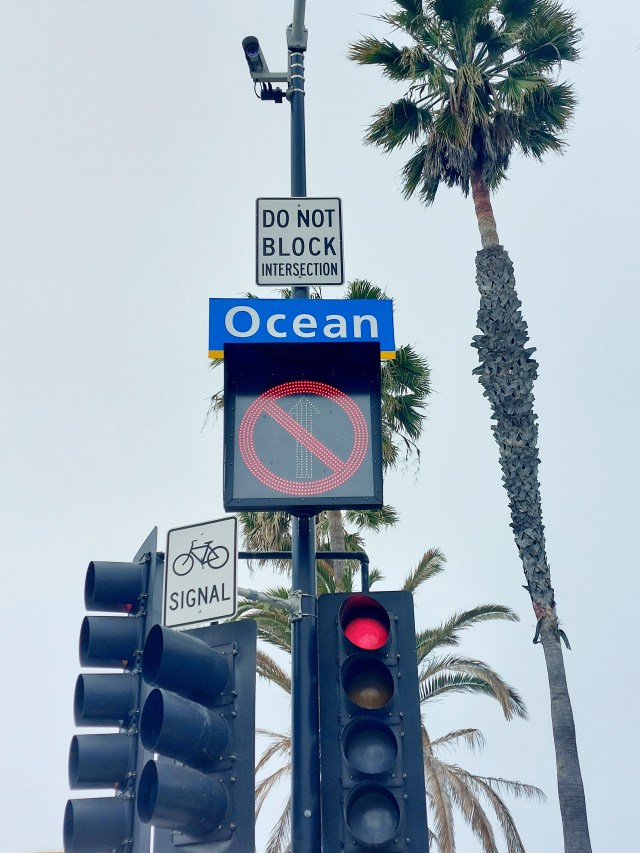 DO NOT
BLOCK
INTERSECTION
Ocean
SIGNAL